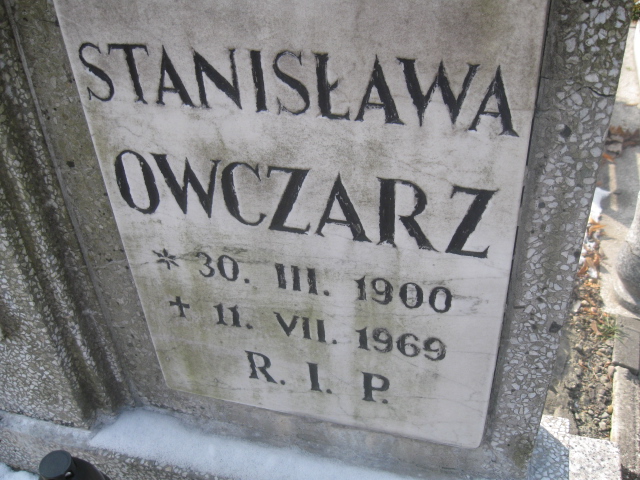 STANISŁAWA
OWCZARZ
* 30. III. 1900
+ 11. VII. 1969
R. I. P.